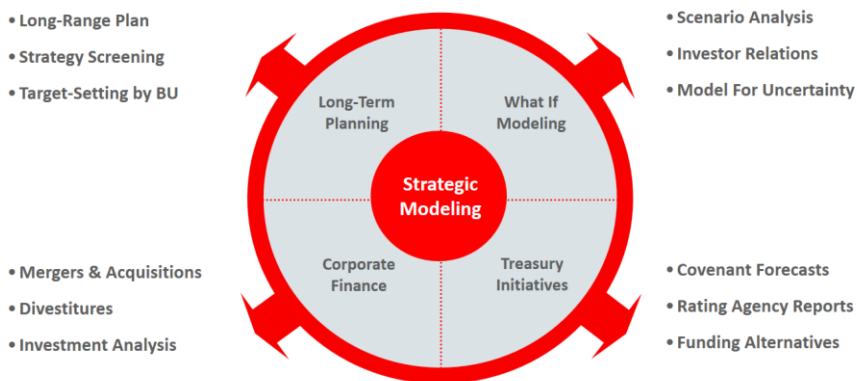 • Long-Range Plan
• Strategy Screening
• Target-Setting by BU
• Scenario Analysis
• Investor Relations
• Model For Uncertainty
Long-Term
Planning
What If
Modeling
Strategic
Modeling
Corporate
Finance
Treasury
Initiatives
• Mergers & Acquisitions
• Divestitures
• Investment Analysis
• Covenant Forecasts
• Rating Agency Reports
• Funding Alternatives